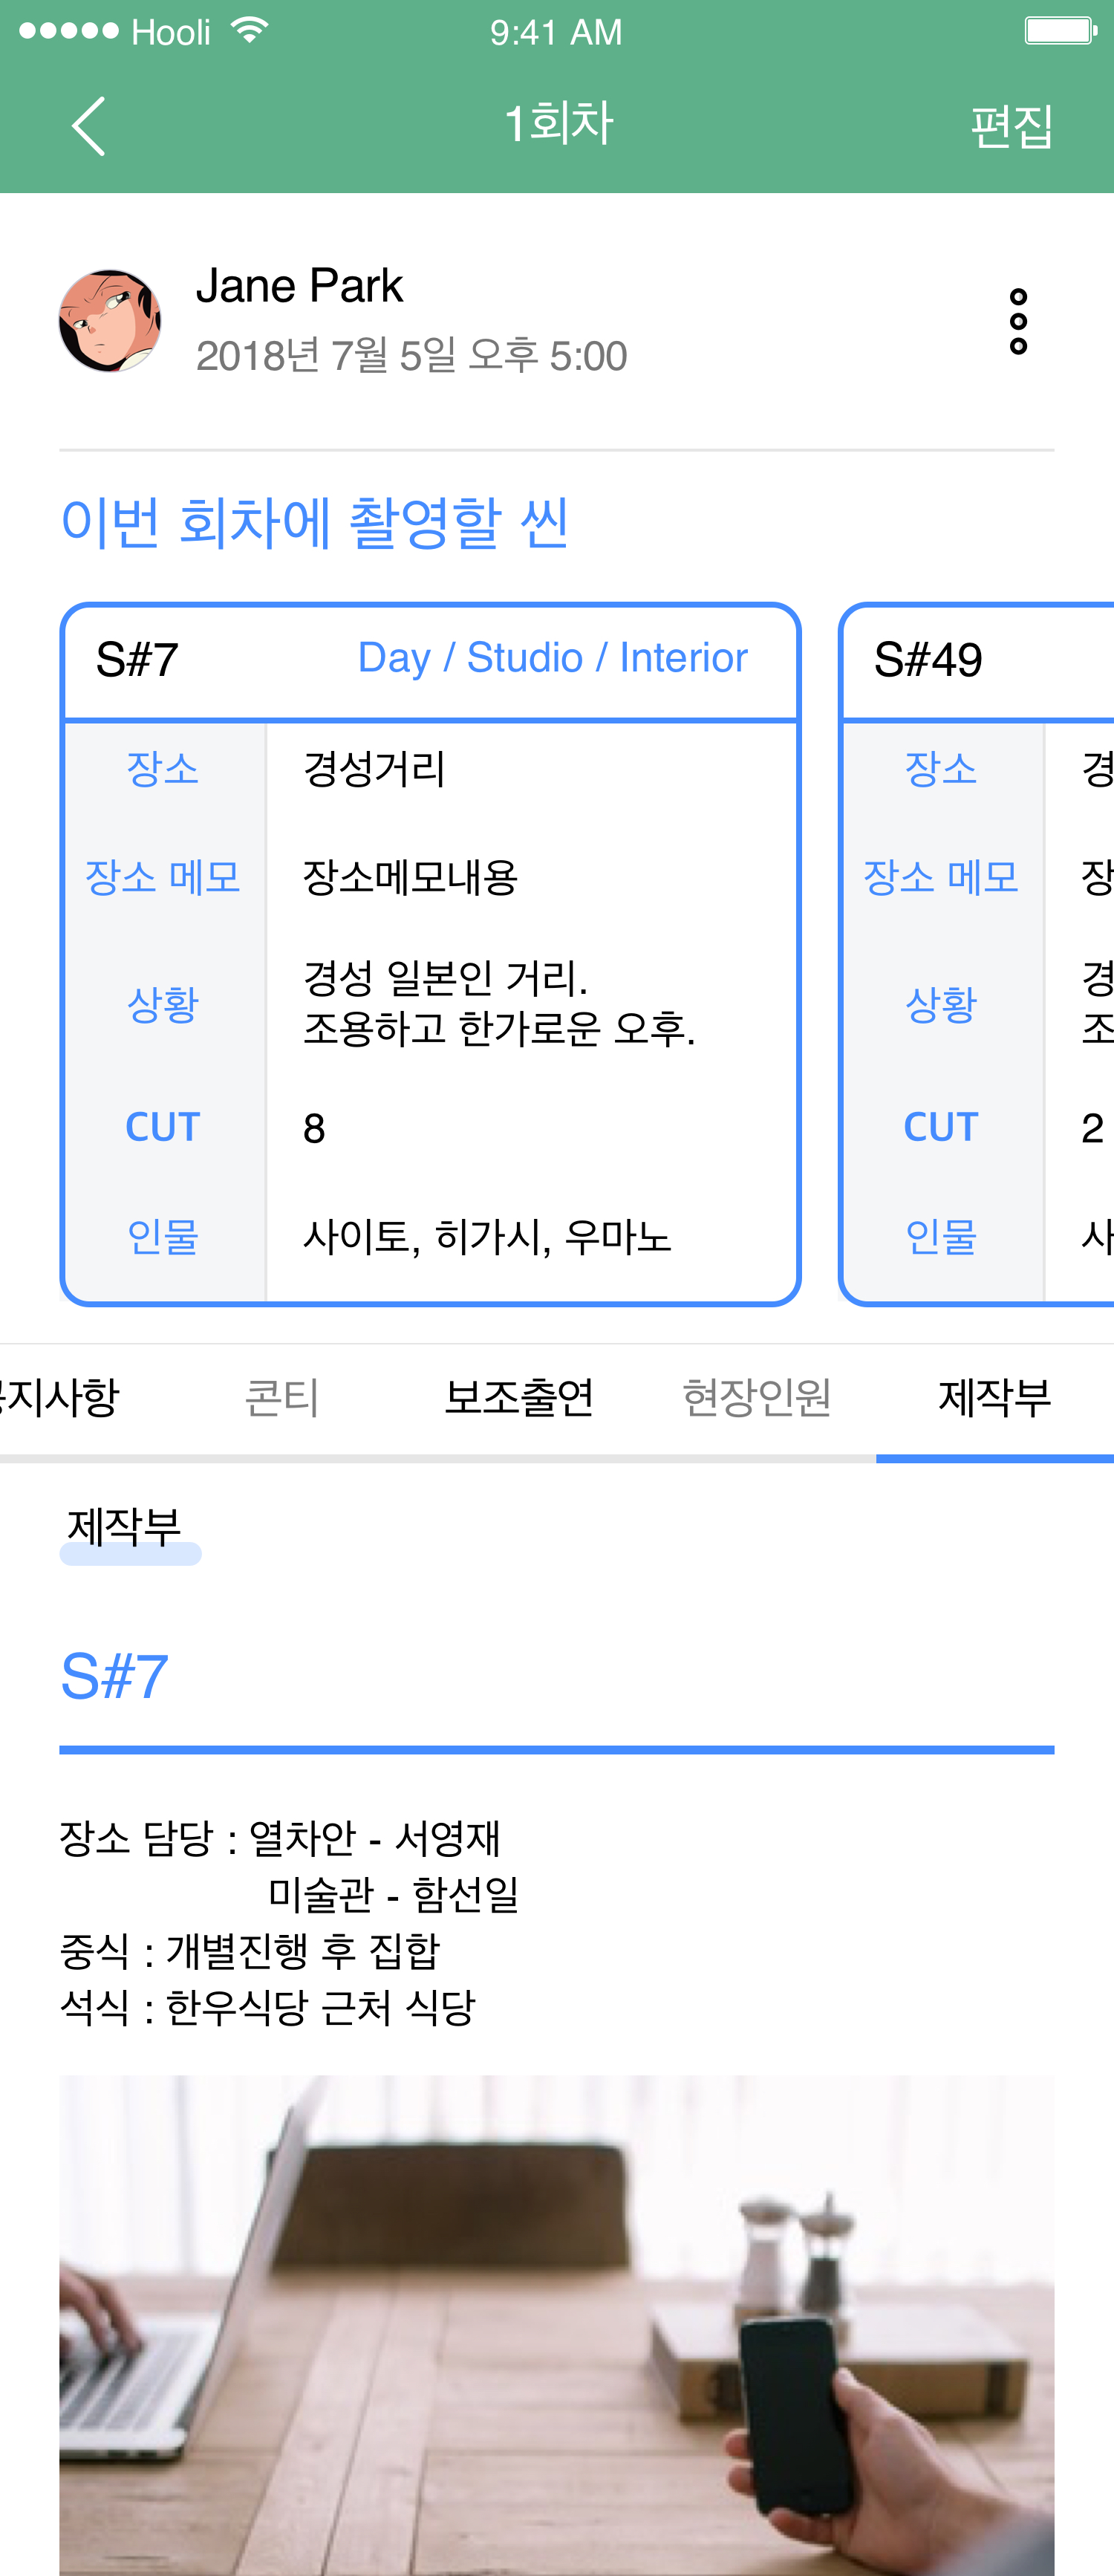 Hooli 9:41 AM
1회차 편집
Jane Park
2018년 7월 5일 오후 5:00
이번 회차에 촬영할 씬
S#7 Day / Studio / Interior
장소 경성거리
장소 메모 장소메모내용
상황 경성 일본인 거리.
조용하고 한가로운 오후.
CUT 8
인물 사이토, 히가시, 우마노
S#49
장소
장소 메모
상황
CUT 2
인물
지사항 콘티 보조출연 현장인원 제작부
제작부
S#7
장소 담당 : 열차안 - 서영재
미술관 - 함선일
중식 : 개별진행 후 집합
석식 : 한우식당 근처 식당